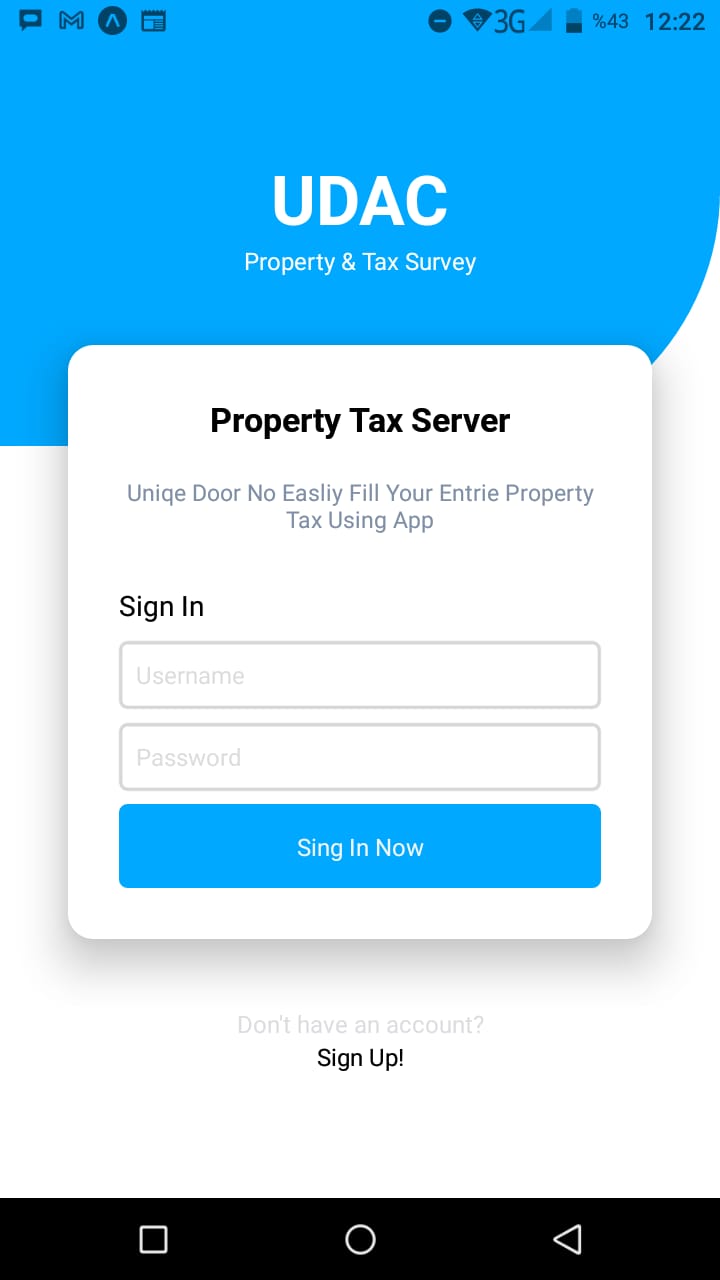 3G %43 12:22
UDAC
Property & Tax Survey
Property Tax Server
Uniqe Door No Easliy Fill Your Entrie Property
Tax Using App
Sign In
Username
Password
Sing In Now
Don't have an account?
Sign Up!